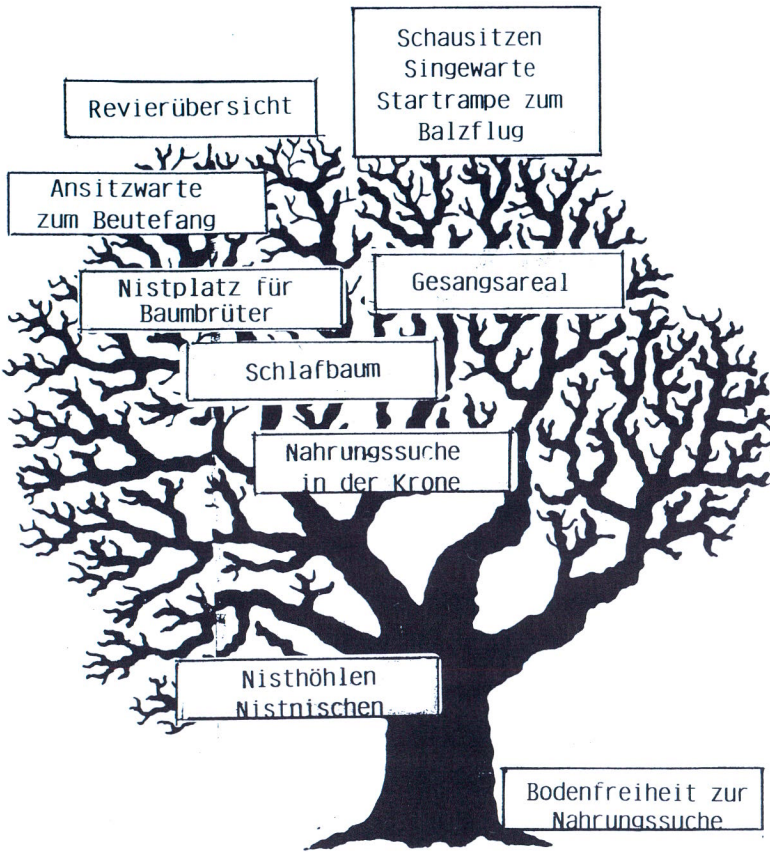 Schausitzen
Singewarte
Startrampe zum
Balzflug
Revierübersicht
Ansitzwarte
zum Beutefang
Nistplatz für
Baumbrüter
Gesangsareal
Schlafbaum
Nahrungssuche
in der Krone
Nisthöhlen
Nistnischen
Bodenfreiheit zur
Nahrungssuche